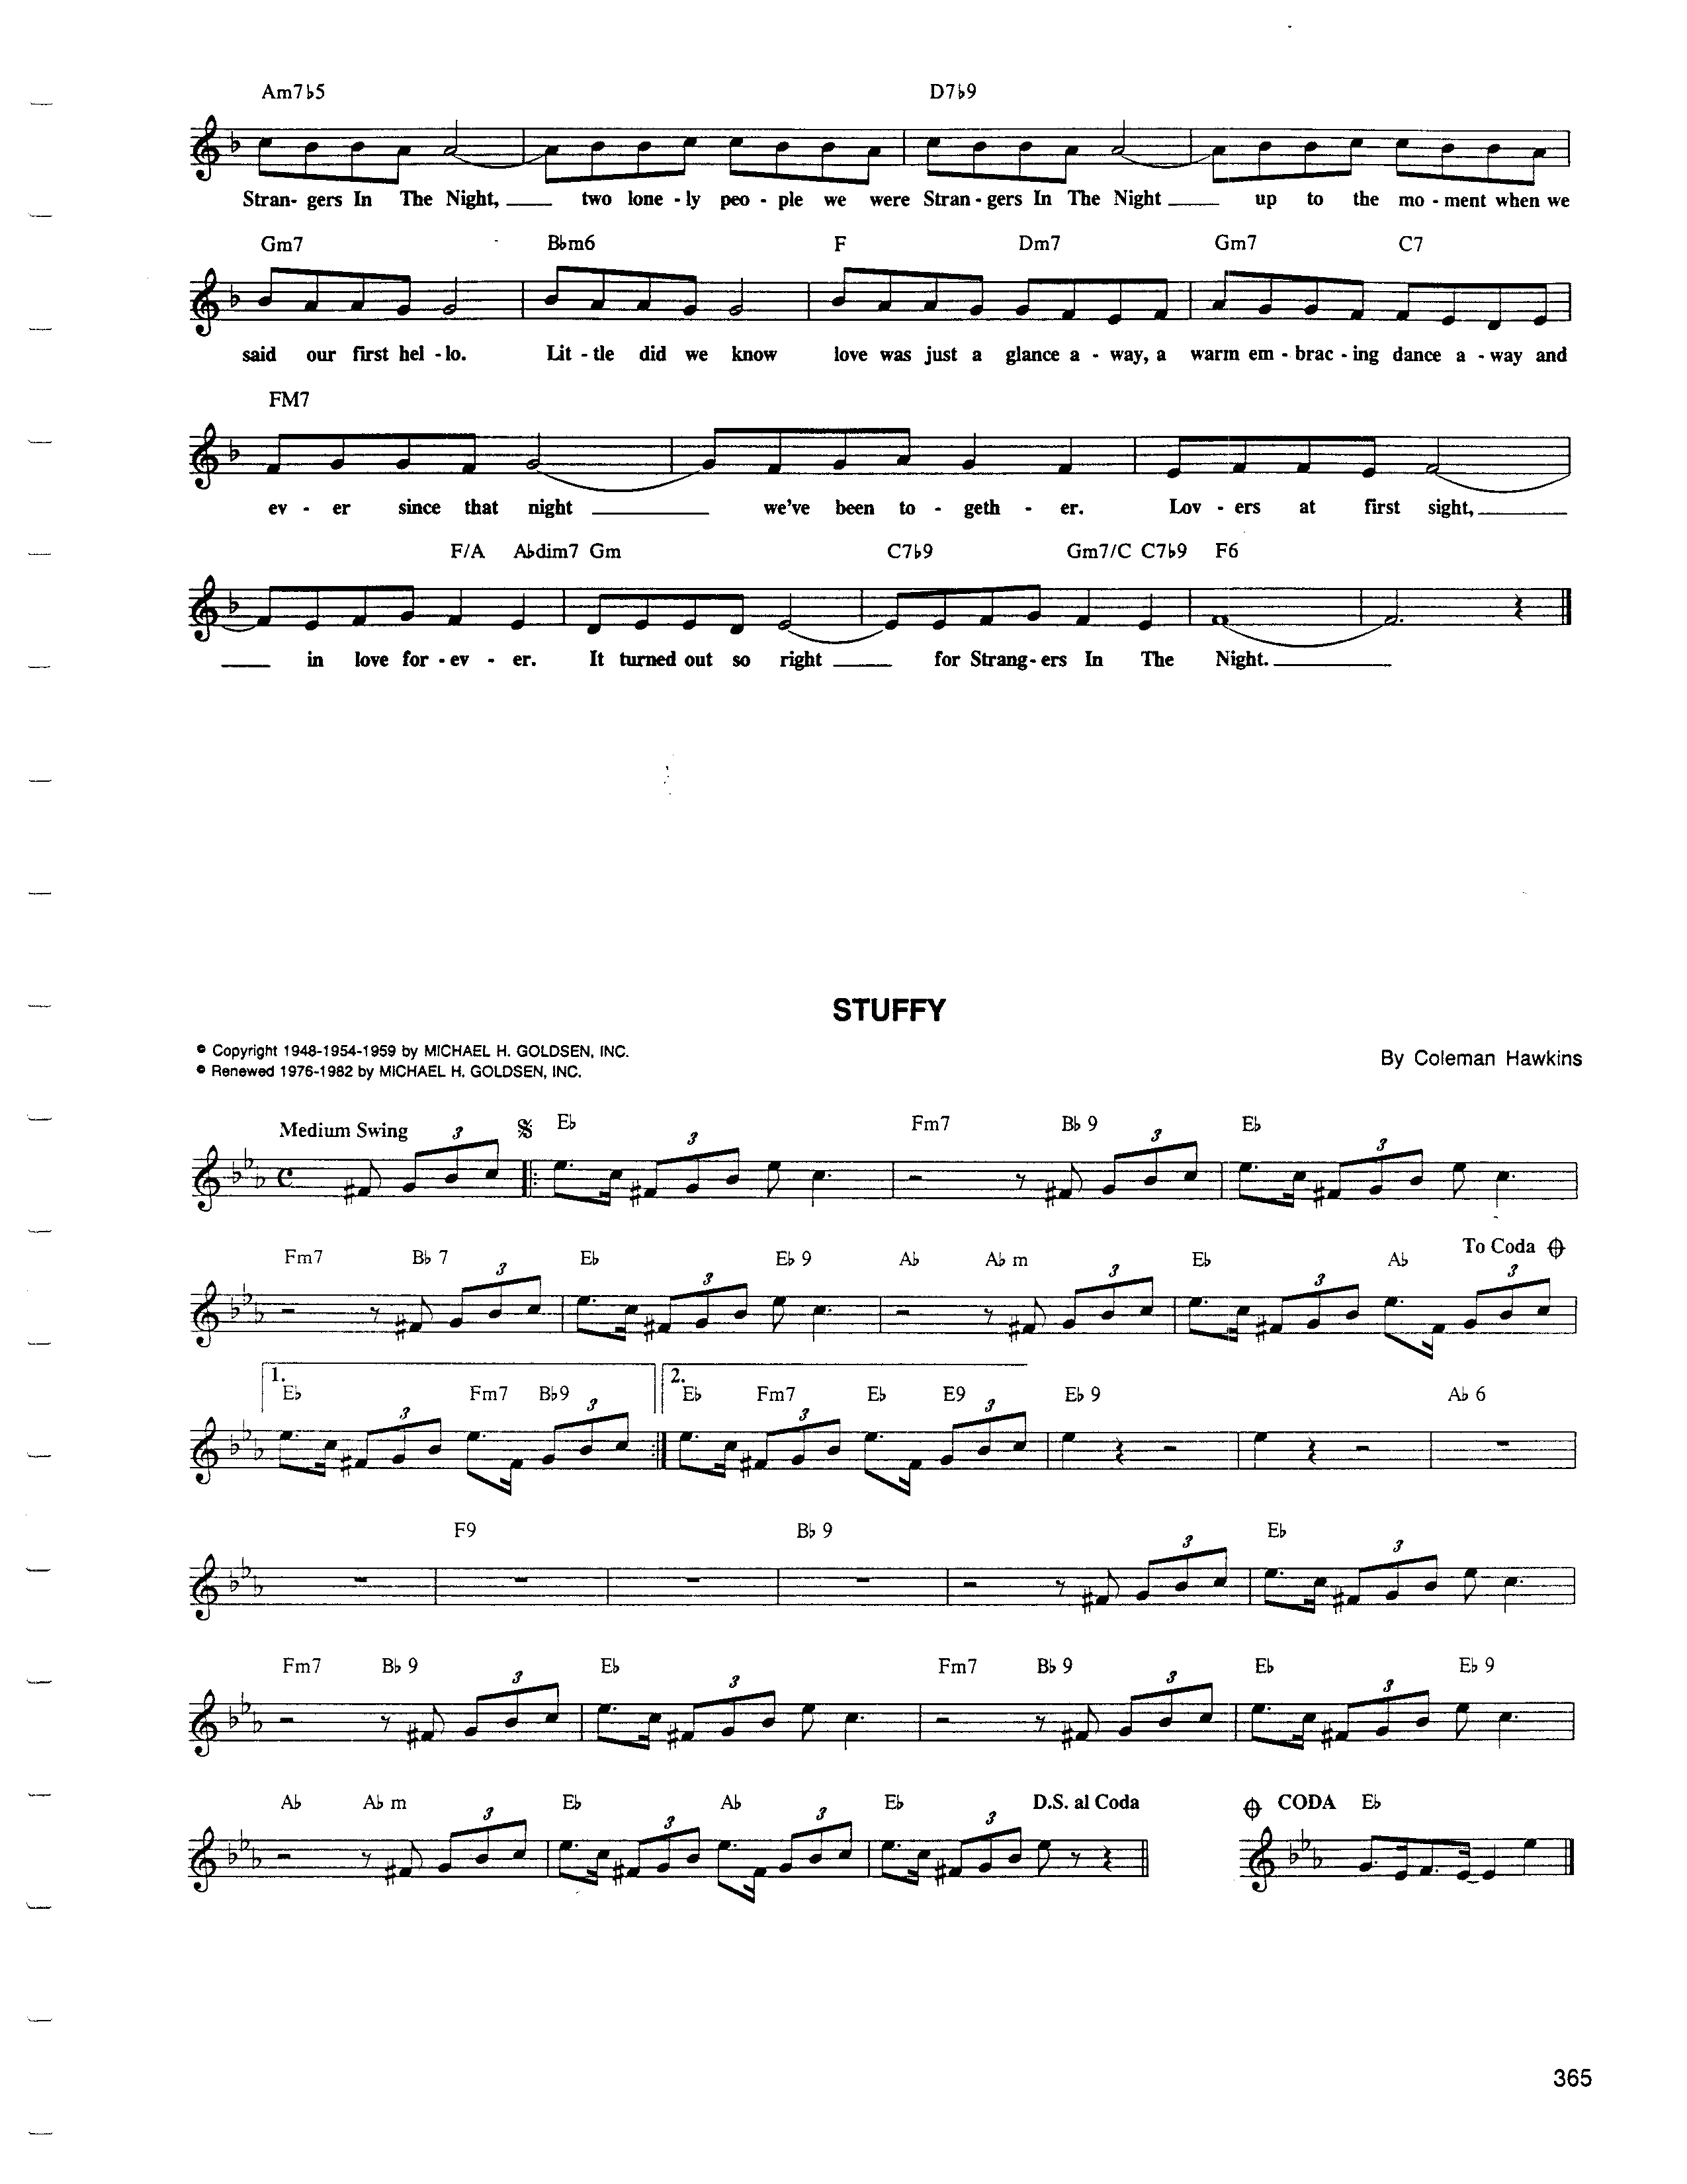 Am7♭5 D7♭9
Stran- gers In The Night, two lone - ly peo - ple we were Stran - gers In The Night up to the mo - ment when we
Gm7 B♭m6 F Dm7 Gm7 C7
said our first hel - lo. Lit - tle did we know love was just a glance a - way, a warm em - brac - ing dance a - way and
FM7
ev - er since that night we've been to - geth - er. Lov - ers at first sight,
F/A A♭dim7 Gm C7♭9 Gm7/C C7♭9 F6
in love for - ev - er. It turned out so right for Strang- ers In The Night.
STUFFY
© Copyright 1948-1954-1959 by MICHAEL H. GOLDSEN, INC.
© Renewed 1976-1982 by MICHAEL H. GOLDSEN, INC.
By Coleman Hawkins
Medium Swing 3 E♭ 3 Fm7 B♭ 9 3 E♭ 3
To Coda
Fm7 B♭ 7 3 E♭ 3 E♭ 9 A♭ A♭ m 3 E♭ 3 A♭ 3
1. 2.
E♭ 3 Fm7 B♭9 3 E♭ Fm7 3 E♭ E9 3 E♭ 9 A♭ 6
F9 B♭ 9 3 E♭ 3
Fm7 B♭ 9 3 E♭ 3 Fm7 B♭ 9 3 E♭ 3 E♭ 9
A♭ A♭ m 3 E♭ 3 A♭ 3 E♭ 3 D.S. al Coda CODA E♭
365